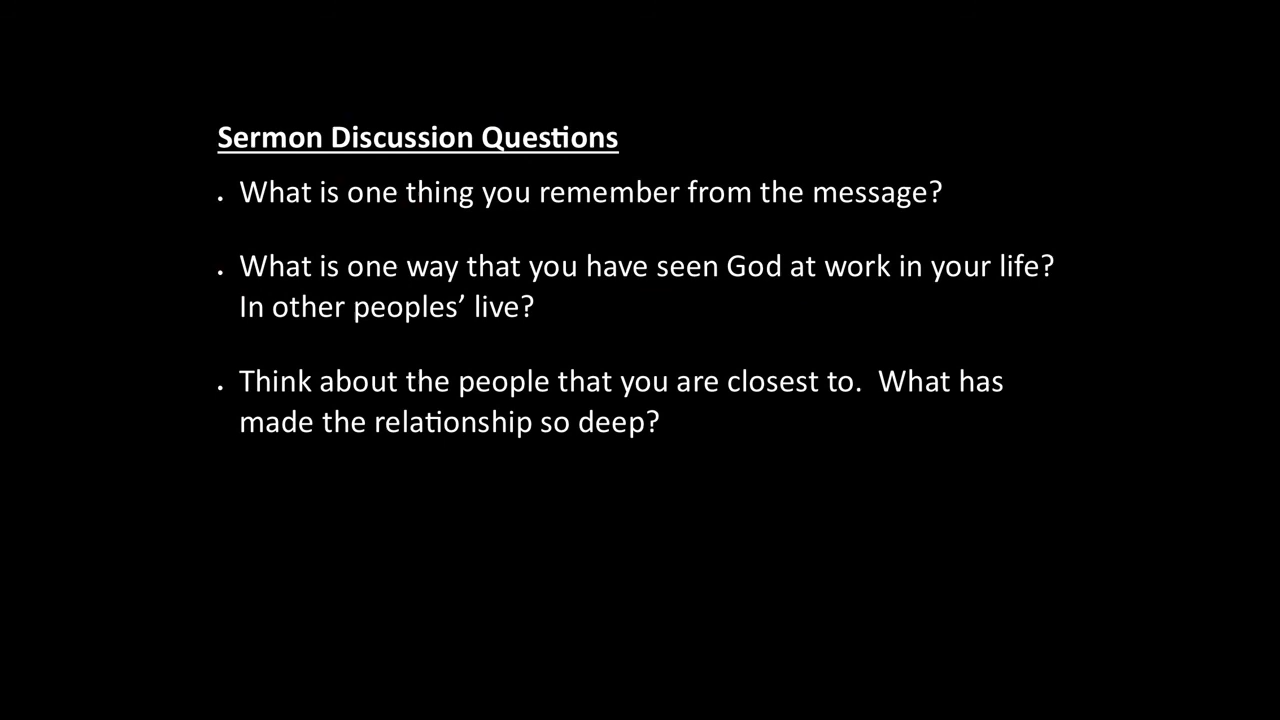 Sermon Discussion Questions
• What is one thing you remember from the message?
• What is one way that you have seen God at work in your life?
In other peoples’ live?
• Think about the people that you are closest to.  What has
made the relationship so deep?